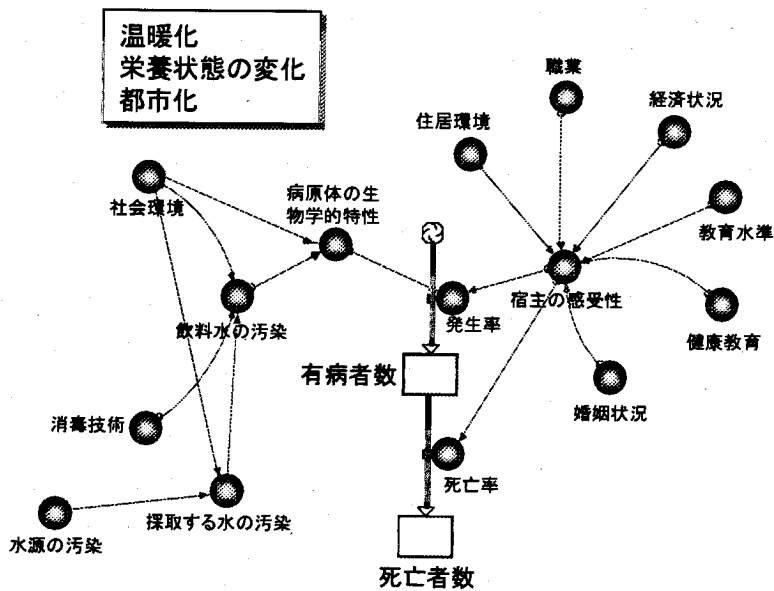 温暖化
栄養状態の変化
都市化
職業
経済状況
住居環境
社会環境
病原体の生
物学的特性
教育水準
宿主の感受性
飲料水の汚染
発生率
健康教育
有病者数
婚姻状況
消毒技術
死亡率
採取する水の汚染
水源の汚染
死亡者数